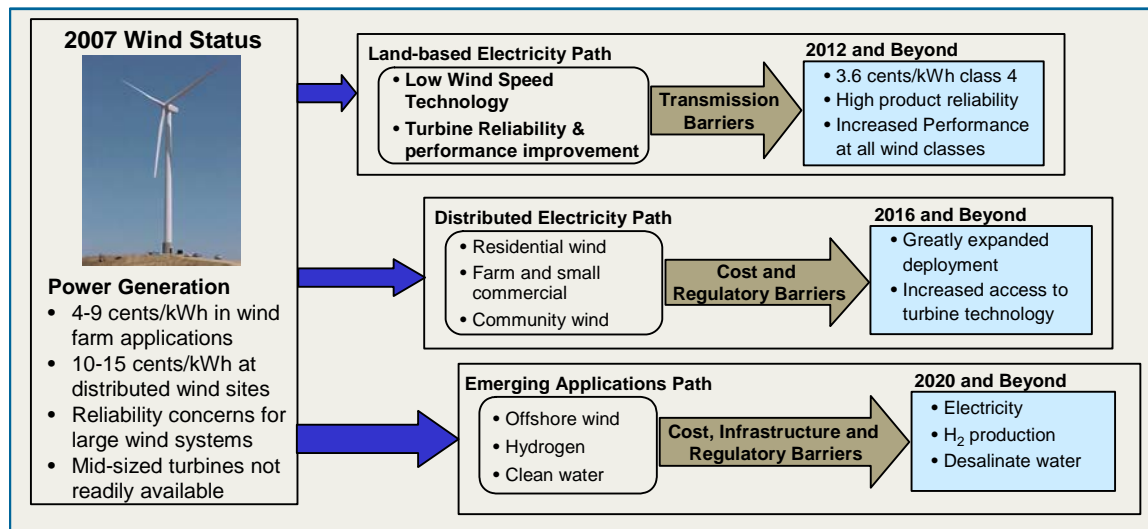 2007 Wind Status
Power Generation
• 4-9 cents/kWh in wind
farm applications
• 10-15 cents/kWh at
distributed wind sites
• Reliability concerns for
large wind systems
• Mid-sized turbines not
readily available
Land-based Electricity Path
• Low Wind Speed
Technology
• Turbine Reliability &
performance improvement
Transmission
Barriers
2012 and Beyond
• 3.6 cents/kWh class 4
• High product reliability
• Increased Performance
at all wind classes
Distributed Electricity Path
• Residential wind
• Farm and small
commercial
• Community wind
Cost and
Regulatory Barriers
2016 and Beyond
• Greatly expanded
deployment
• Increased access to
turbine technology
Emerging Applications Path
• Offshore wind
• Hydrogen
• Clean water
Cost, Infrastructure and
Regulatory Barriers
2020 and Beyond
• Electricity
• H₂ production
• Desalinate water